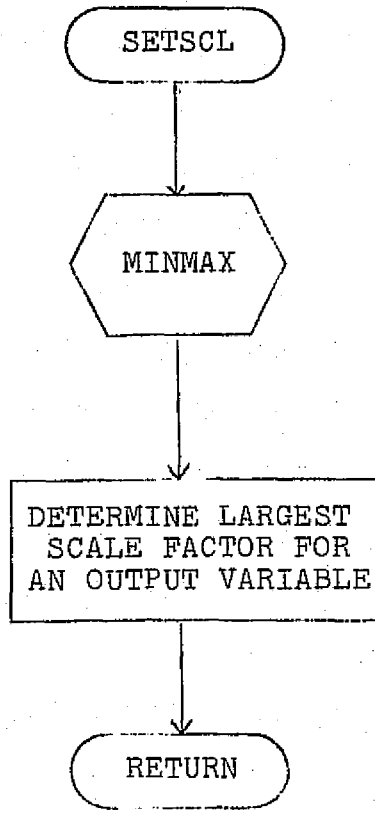 SETSCL
MINMAX
DETERMINE LARGEST
SCALE FACTOR FOR
AN OUTPUT VARIABLE
RETURN